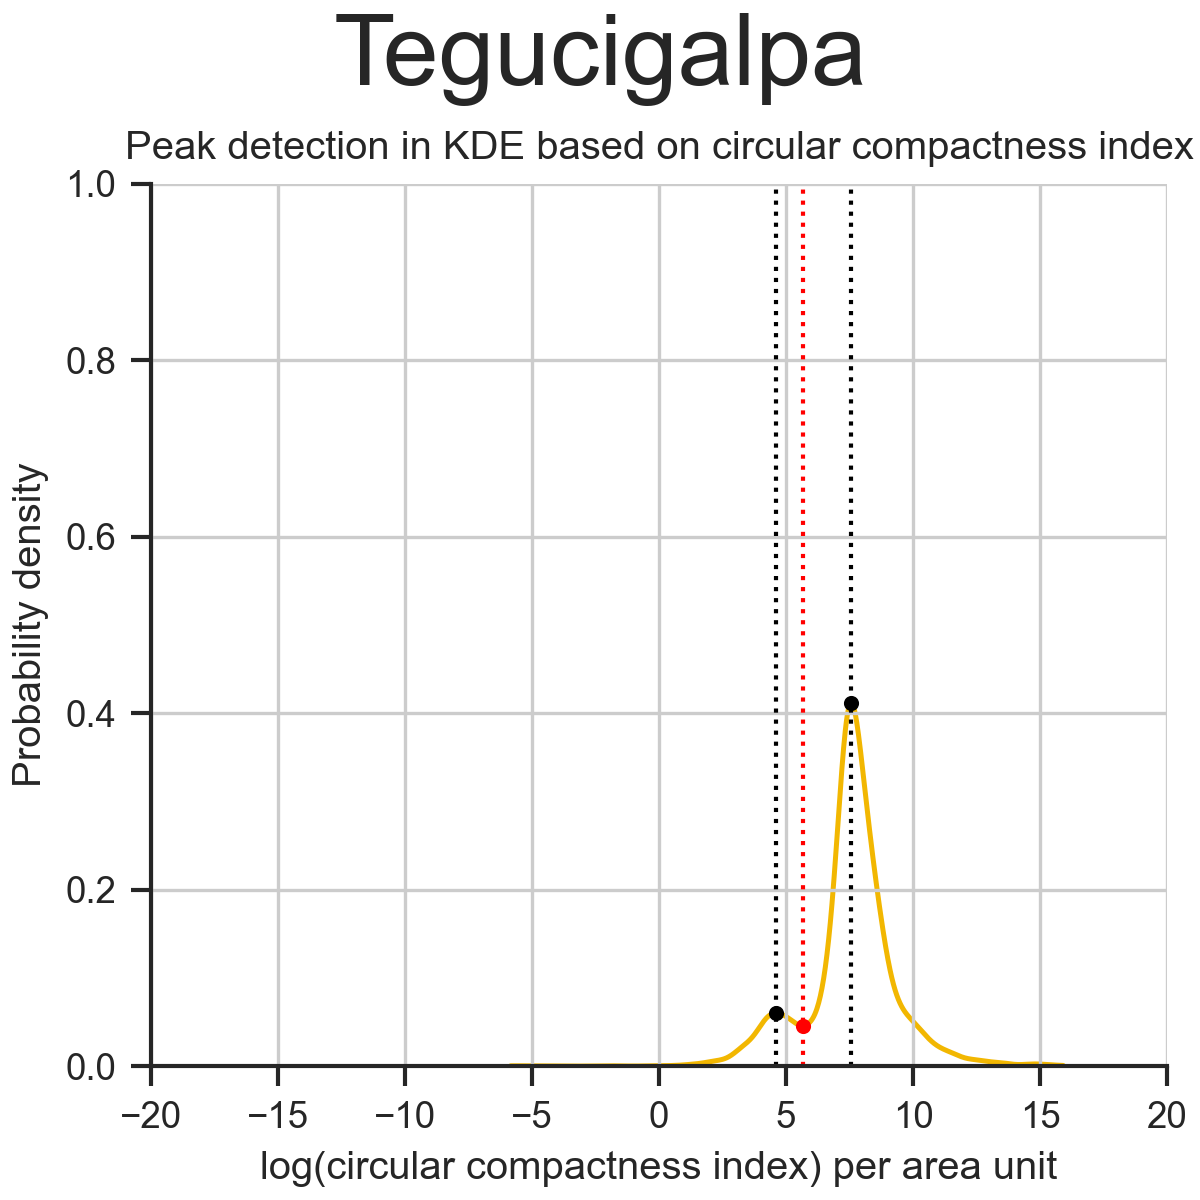 Tegucigalpa
Peak detection in KDE based on circular compactness index
1.0
0.8
0.6
0.4
0.2
0.0
Probability density
−20 −15 −10 −5 0 5 10 15 20
log(circular compactness index) per area unit